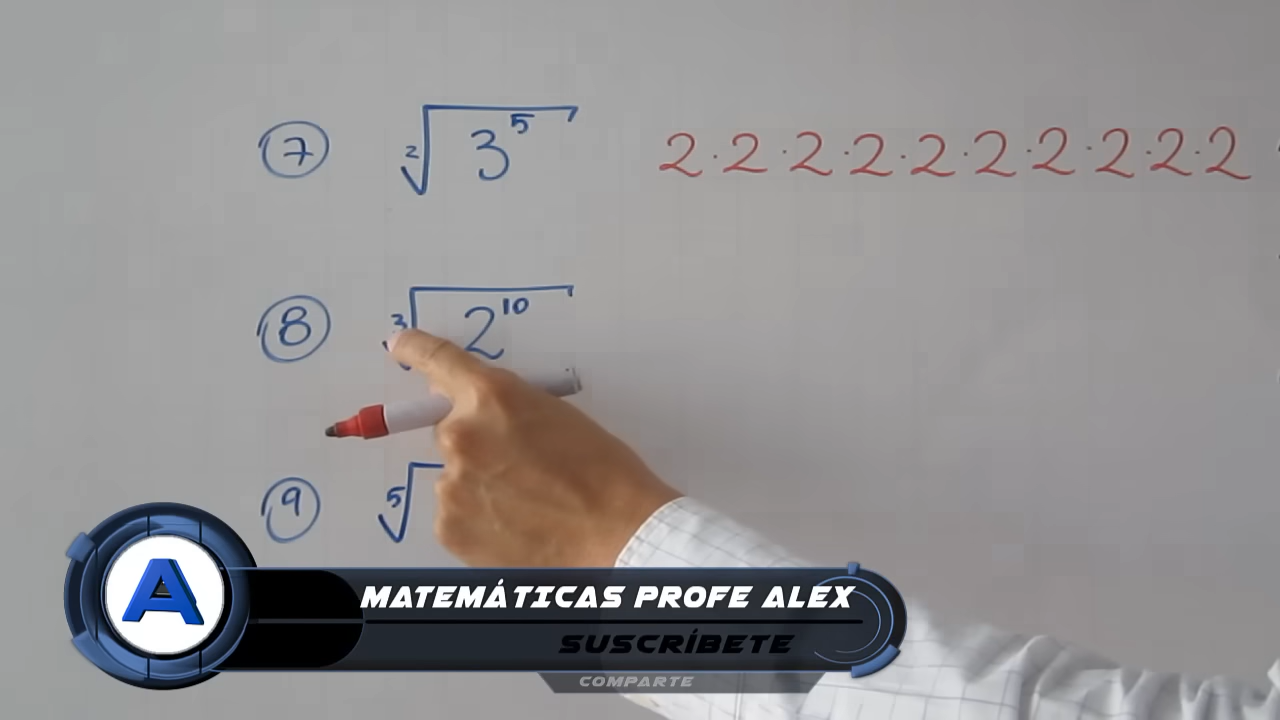 7 ²√3⁵ 2·2·2·2·2·2·2·2·2·2
8 ³√2¹⁰
9 ⁵√
A
MATEMÁTICAS PROFE ALEX
SUSCRÍBETE
COMPARTE